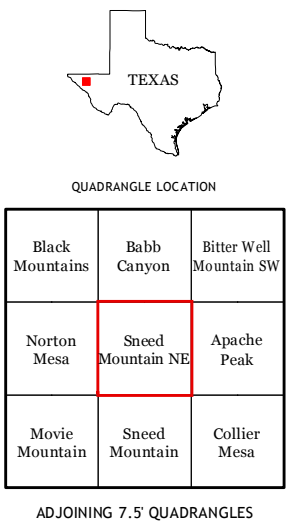 TEXAS
QUADRANGLE LOCATION
Black
Mountains
Babb
Canyon
Bitter Well
Mountain SW
Norton
Mesa
Sneed
Mountain NE
Apache
Peak
Movie
Mountain
Sneed
Mountain
Collier
Mesa
ADJOINING 7.5' QUADRANGLES